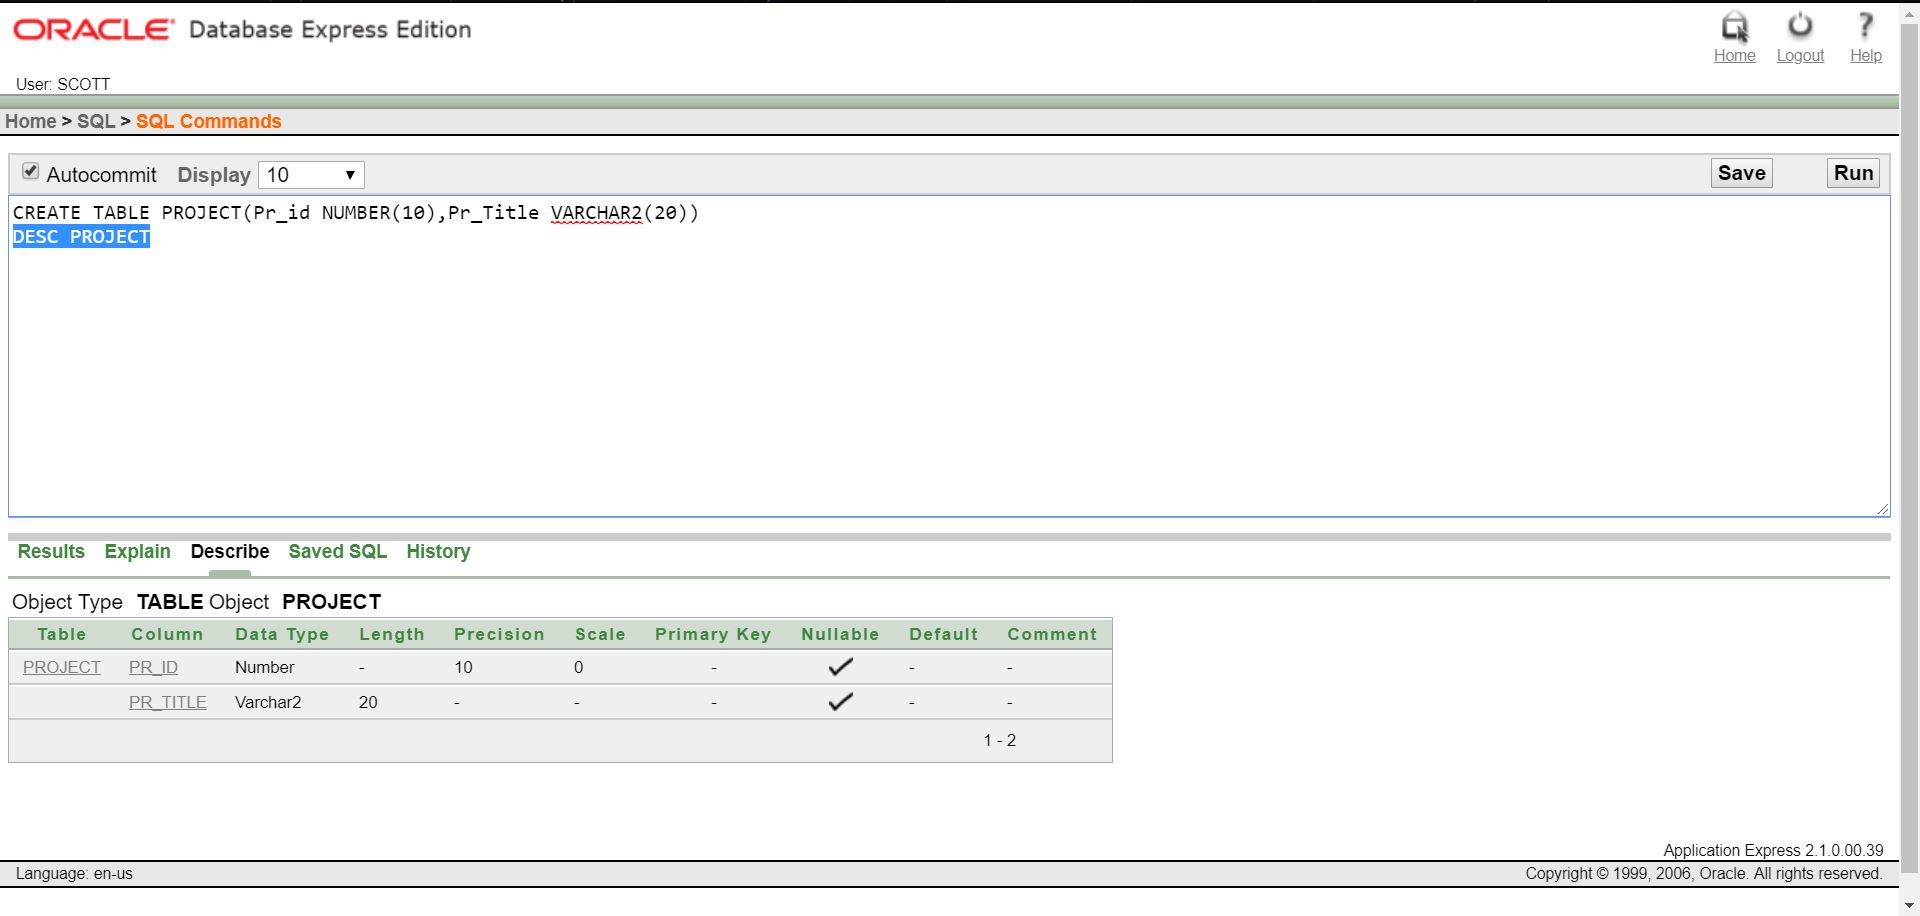 ORACLE Database Express Edition
Home Logout Help
User: SCOTT
Home > SQL > SQL Commands
Autocommit Display 10 Save Run
CREATE TABLE PROJECT(Pr_id NUMBER(10),Pr_Title VARCHAR2(20))
DESC PROJECT
Results Explain Describe Saved SQL History
Object Type TABLE Object PROJECT
Table Column Data Type Length Precision Scale Primary Key Nullable Default Comment
PROJECT PR_ID Number - 10 0 - - -
PR_TITLE Varchar2 20 - - - - -
1 - 2
Application Express 2.1.0.00.39
Language: en-us Copyright © 1999, 2006, Oracle. All rights reserved.